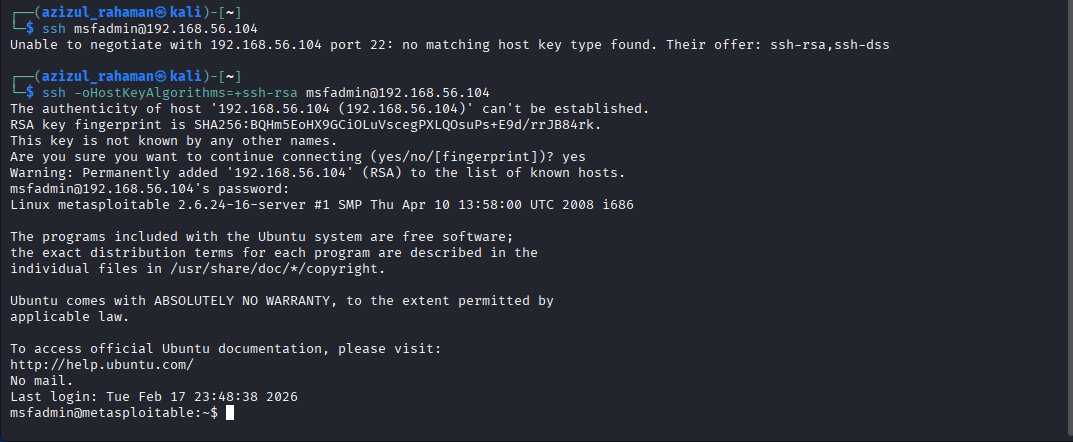 ┌──(azizul_rahaman㉿kali)-[~]
└─$ ssh msfadmin@192.168.56.104
Unable to negotiate with 192.168.56.104 port 22: no matching host key type found. Their offer: ssh-rsa,ssh-dss
┌──(azizul_rahaman㉿kali)-[~]
└─$ ssh -oHostKeyAlgorithms=+ssh-rsa msfadmin@192.168.56.104
The authenticity of host '192.168.56.104 (192.168.56.104)' can't be established.
RSA key fingerprint is SHA256:BQHm5EoHX9GCiOLuVscegPXLQOsuPs+E9d/rrJB84rk.
This key is not known by any other names.
Are you sure you want to continue connecting (yes/no/[fingerprint])? yes
Warning: Permanently added '192.168.56.104' (RSA) to the list of known hosts.
msfadmin@192.168.56.104's password:
Linux metasploitable 2.6.24-16-server #1 SMP Thu Apr 10 13:58:00 UTC 2008 i686
The programs included with the Ubuntu system are free software;
the exact distribution terms for each program are described in the
individual files in /usr/share/doc/*/copyright.
Ubuntu comes with ABSOLUTELY NO WARRANTY, to the extent permitted by
applicable law.
To access official Ubuntu documentation, please visit:
http://help.ubuntu.com/
No mail.
Last login: Tue Feb 17 23:48:38 2026
msfadmin@metasploitable:~$